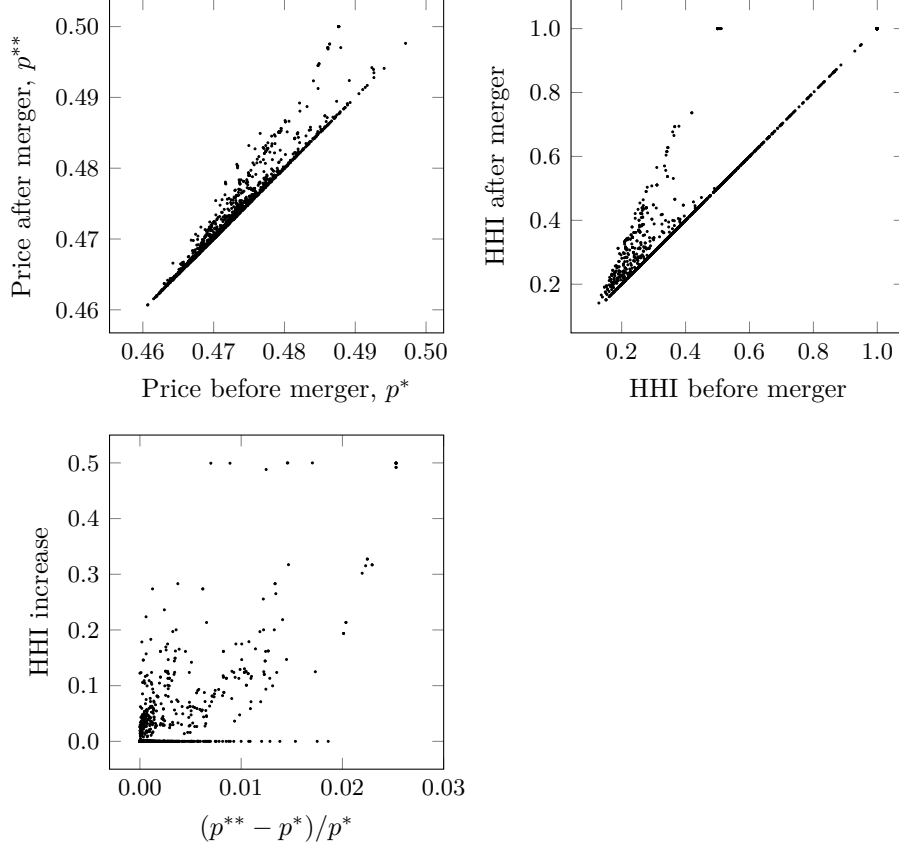 0.50
0.49
0.48
0.47
0.46
Price after merger, p**
0.46 0.47 0.48 0.49 0.50
Price before merger, p*
1.0
0.8
0.6
0.4
0.2
HHI after merger
0.2 0.4 0.6 0.8 1.0
HHI before merger
0.5
0.4
0.3
0.2
0.1
0.0
HHI increase
0.00 0.01 0.02 0.03
(p** − p*)/p*